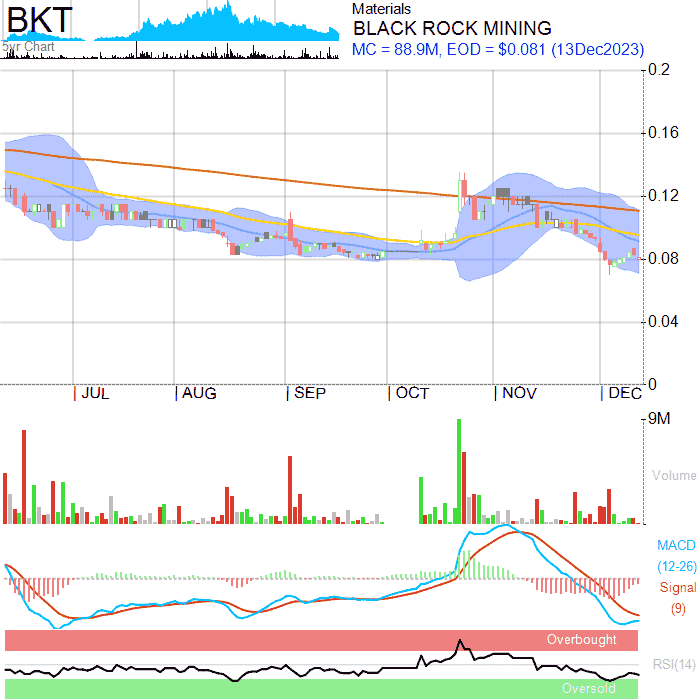 BKT
5yr Chart
Materials
BLACK ROCK MINING
MC = 88.9M, EOD = $0.081 (13Dec2023)
0.2
0.16
0.12
0.08
0.04
0
JUL AUG SEP OCT NOV DEC
9M
Volume
MACD
(12-26)
Signal
(9)
Overbought
RSI(14)
Oversold